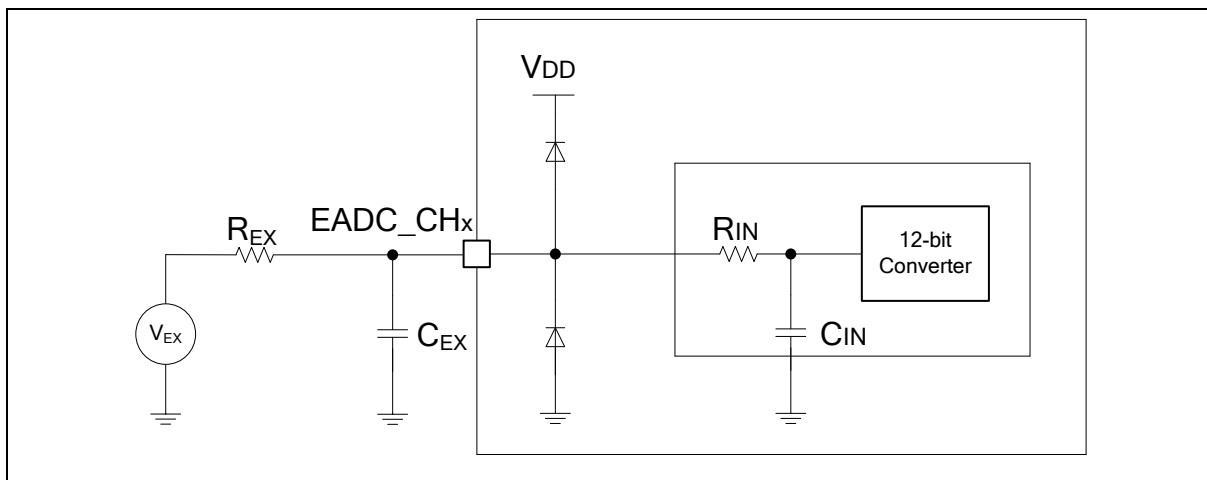 VDD
EADC_CHx
REX
RIN
12-bit
Converter
VEX
CEX
CIN